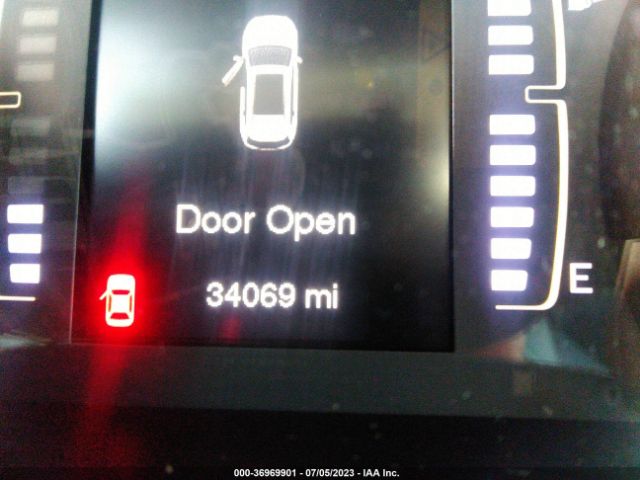 Door Open
34069 mi
E
000-36969901 - 07/05/2023 - IAA Inc.